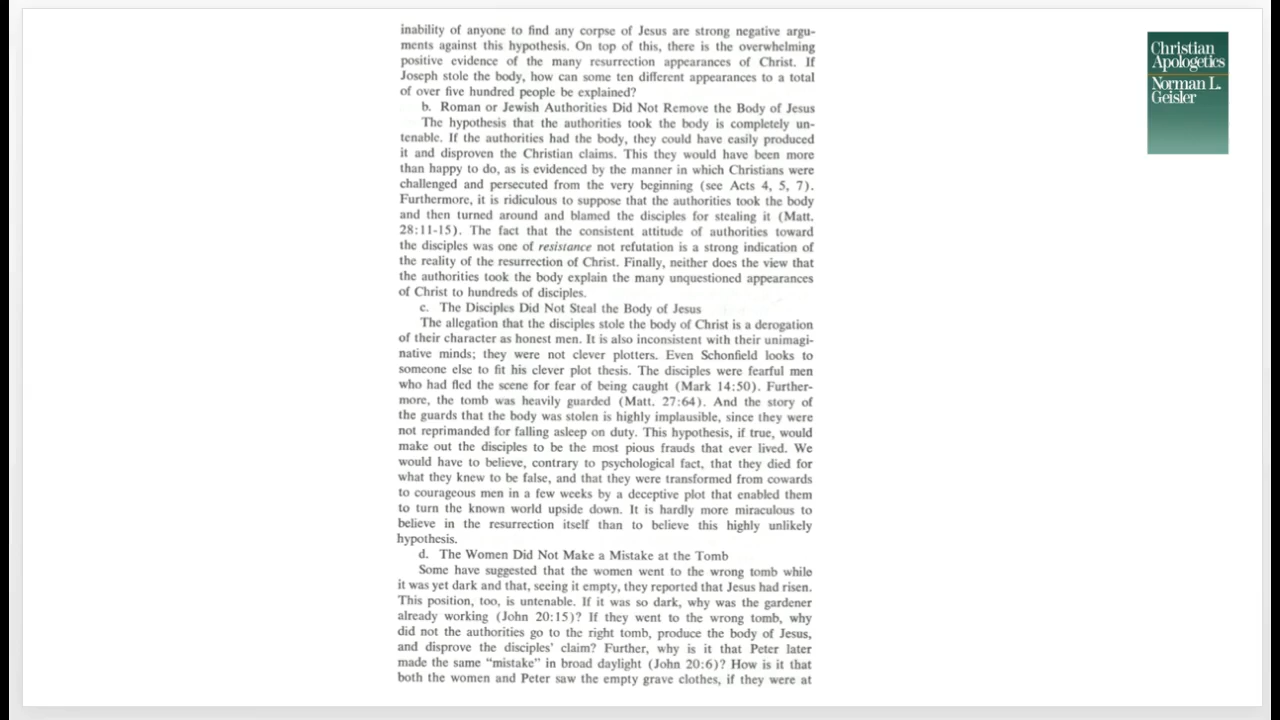 inability of anyone to find any corpse of Jesus are strong negative argu-
ments against this hypothesis. On top of this, there is the overwhelming
positive evidence of the many resurrection appearances of Christ. If
Joseph stole the body, how can some ten different appearances to a total
of over five hundred people be explained?
b. Roman or Jewish Authorities Did Not Remove the Body of Jesus
The hypothesis that the authorities took the body is completely un-
tenable. If the authorities had the body, they could have easily produced
it and disproven the Christian claims. This they would have been more
than happy to do, as is evidenced by the manner in which Christians were
challenged and persecuted from the very beginning (see Acts 4, 5, 7).
Furthermore, it is ridiculous to suppose that the authorities took the body
and then turned around and blamed the disciples for stealing it (Matt.
28:11-15). The fact that the consistent attitude of authorities toward
the disciples was one of resistance not refutation is a strong indication of
the reality of the resurrection of Christ. Finally, neither does the view that
the authorities took the body explain the many unquestioned appearances
of Christ to hundreds of disciples.
c. The Disciples Did Not Steal the Body of Jesus
The allegation that the disciples stole the body of Christ is a derogation
of their character as honest men. It is also inconsistent with their unimagi-
native minds; they were not clever plotters. Even Schonfield looks to
someone else to fit his clever plot thesis. The disciples were fearful men
who had fled the scene for fear of being caught (Mark 14:50). Further-
more, the tomb was heavily guarded (Matt. 27:64). And the story of
the guards that the body was stolen is highly implausible, since they were
not reprimanded for falling asleep on duty. This hypothesis, if true, would
make out the disciples to be the most pious frauds that ever lived. We
would have to believe, contrary to psychological fact, that they died for
what they knew to be false, and that they were transformed from cowards
to courageous men in a few weeks by a deceptive plot that enabled them
to turn the known world upside down. It is hardly more miraculous to
believe in the resurrection itself than to believe this highly unlikely
hypothesis.
d. The Women Did Not Make a Mistake at the Tomb
Some have suggested that the women went to the wrong tomb while
it was yet dark and that, seeing it empty, they reported that Jesus had risen.
This position, too, is untenable. If it was so dark, why was the gardener
already working (John 20:15)? If they went to the wrong tomb, why
did not the authorities go to the right tomb, produce the body of Jesus,
and disprove the disciples' claim? Further, why is it that Peter later
made the same "mistake" in broad daylight (John 20:6)? How is it that
both the women and Peter saw the empty grave clothes, if they were at
Christian
Apologetics
Norman L.
Geisler